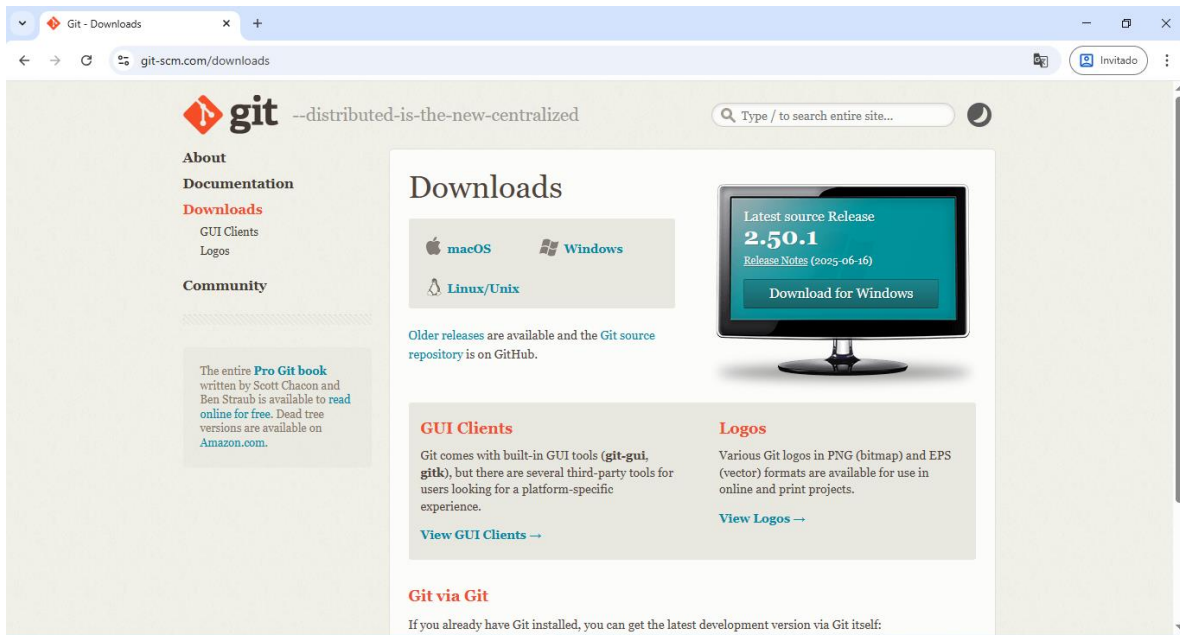 Git - Downloads
git-scm.com/downloads
Invitado
git --distributed-is-the-new-centralized
Type / to search entire site...
About
Documentation
Downloads
GUI Clients
Logos
Community
The entire Pro Git book
written by Scott Chacon and
Ben Straub is available to read
online for free. Dead tree
versions are available on
Amazon.com.
Downloads
macOS
Windows
Linux/Unix
Older releases are available and the Git source
repository is on GitHub.
Latest source Release
2.50.1
Release Notes (2025-06-16)
Download for Windows
GUI Clients
Git comes with built-in GUI tools (git-gui,
gitk), but there are several third-party tools for
users looking for a platform-specific
experience.
View GUI Clients →
Logos
Various Git logos in PNG (bitmap) and EPS
(vector) formats are available for use in
online and print projects.
View Logos →
Git via Git
If you already have Git installed, you can get the latest development version via Git itself: